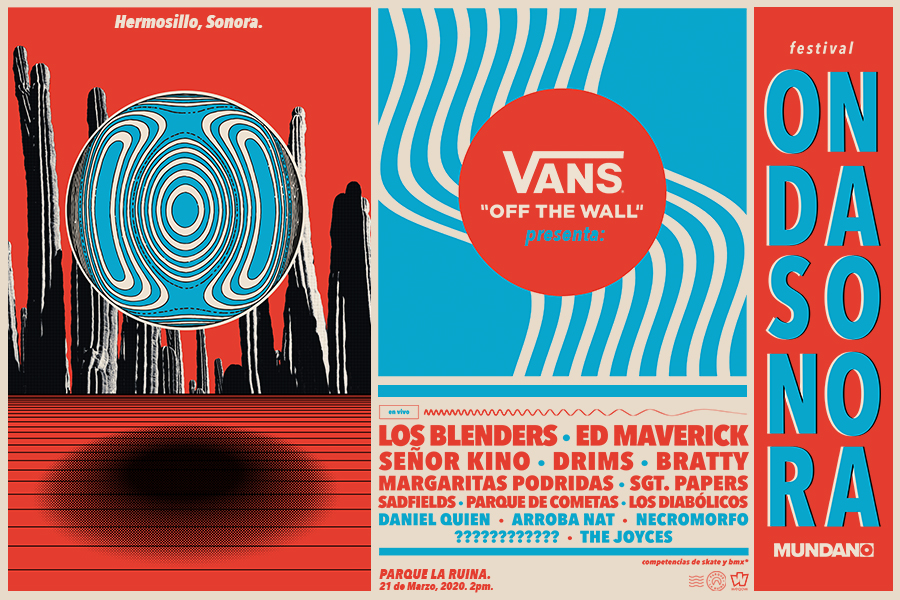 Hermosillo, Sonora.
VANS
"OFF THE WALL"
presenta:
en vivo
LOS BLENDERS • ED MAVERICK
SEÑOR KINO • DRIMS • BRATTY
MARGARITAS PODRIDAS • SGT. PAPERS
SADFIELDS • PARQUE DE COMETAS • LOS DIABÓLICOS
DANIEL QUIEN • ARROBA NAT • NECROMORFO
???????????? • THE JOYCES
competencias de skate y bmx*
PARQUE LA RUINA.
21 de Marzo, 2020. 2pm.
festival
ON
DA
SO
NO
RA
MUNDANO